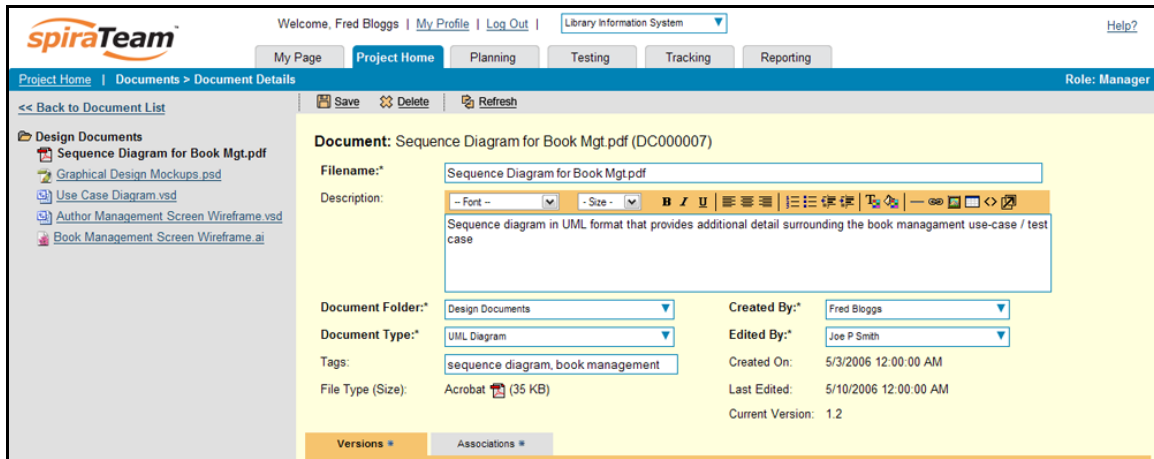 spiraTeam
Welcome, Fred Bloggs | My Profile | Log Out | Library Information System Help?
My Page Project Home Planning Testing Tracking Reporting
Project Home | Documents > Document Details Role: Manager
<< Back to Document List
Save Delete Refresh
Design Documents
Sequence Diagram for Book Mgt.pdf
Graphical Design Mockups.psd
Use Case Diagram.vsd
Author Management Screen Wireframe.vsd
Book Management Screen Wireframe.ai
Document: Sequence Diagram for Book Mgt.pdf (DC000007)
Filename:* Sequence Diagram for Book Mgt.pdf
Description: -- Font -- - Size - B I U
Sequence diagram in UML format that provides additional detail surrounding the book managament use-case / test
case
Document Folder:* Design Documents Created By:* Fred Bloggs
Document Type:* UML Diagram Edited By:* Joe P Smith
Tags: sequence diagram, book management Created On: 5/3/2006 12:00:00 AM
File Type (Size): Acrobat (35 KB) Last Edited: 5/10/2006 12:00:00 AM
Current Version: 1.2
Versions Associations